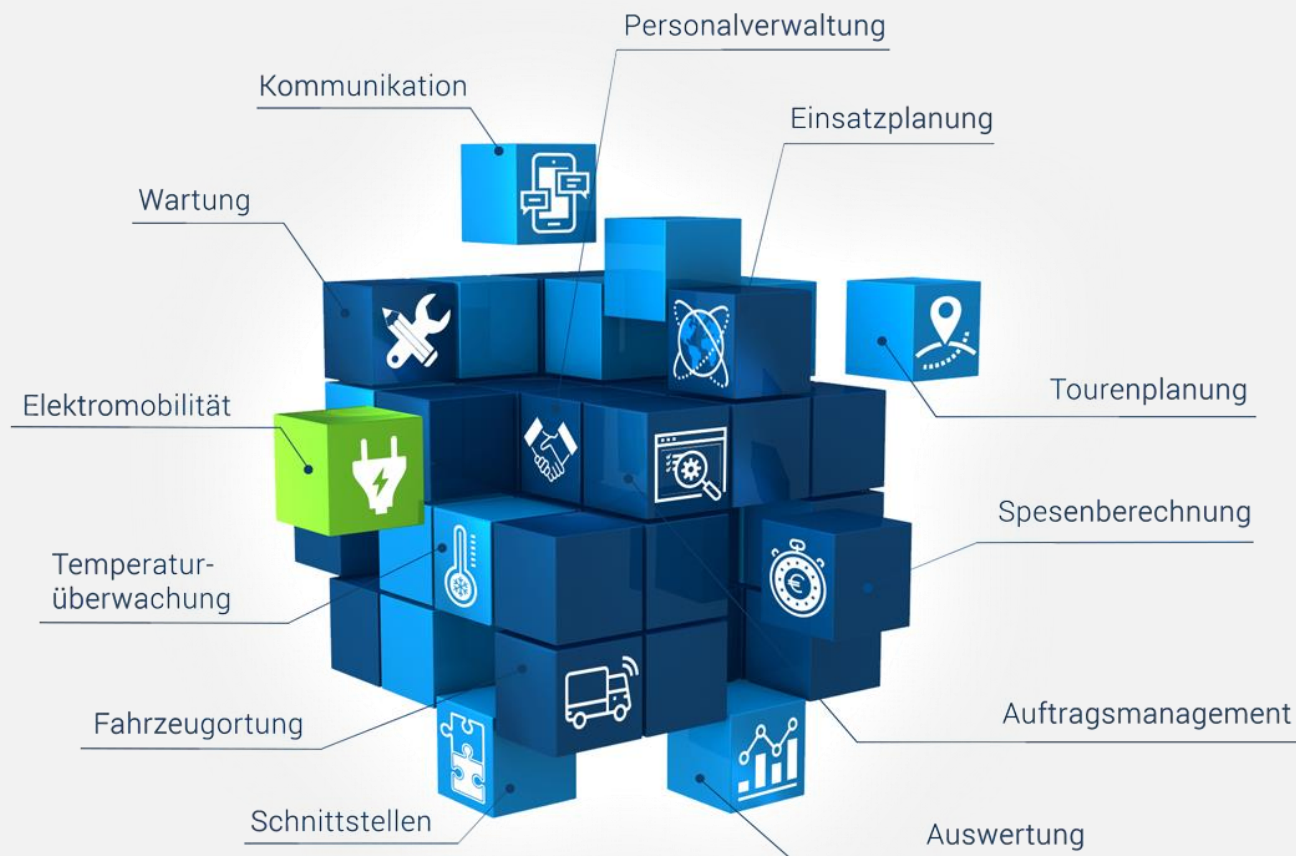 Personalverwaltung
Kommunikation
Einsatzplanung
Wartung
Tourenplanung
Elektromobilität
Spesenberechnung
Temperatur-
überwachung
Auftragsmanagement
Fahrzeugortung
Schnittstellen
Auswertung
€